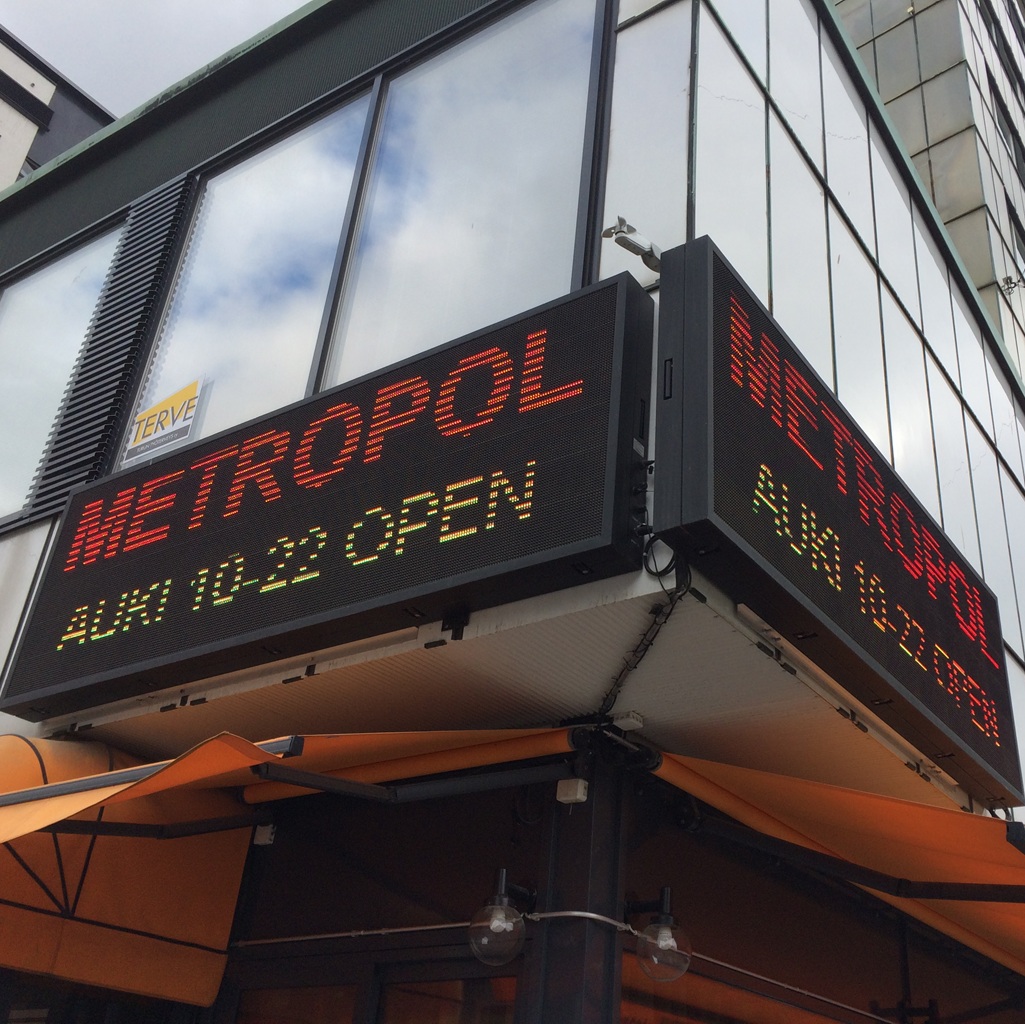 TERVE
METROPOL
AUKI 10-22 OPEN
METROPOL
AUKI 10-22 OPEN